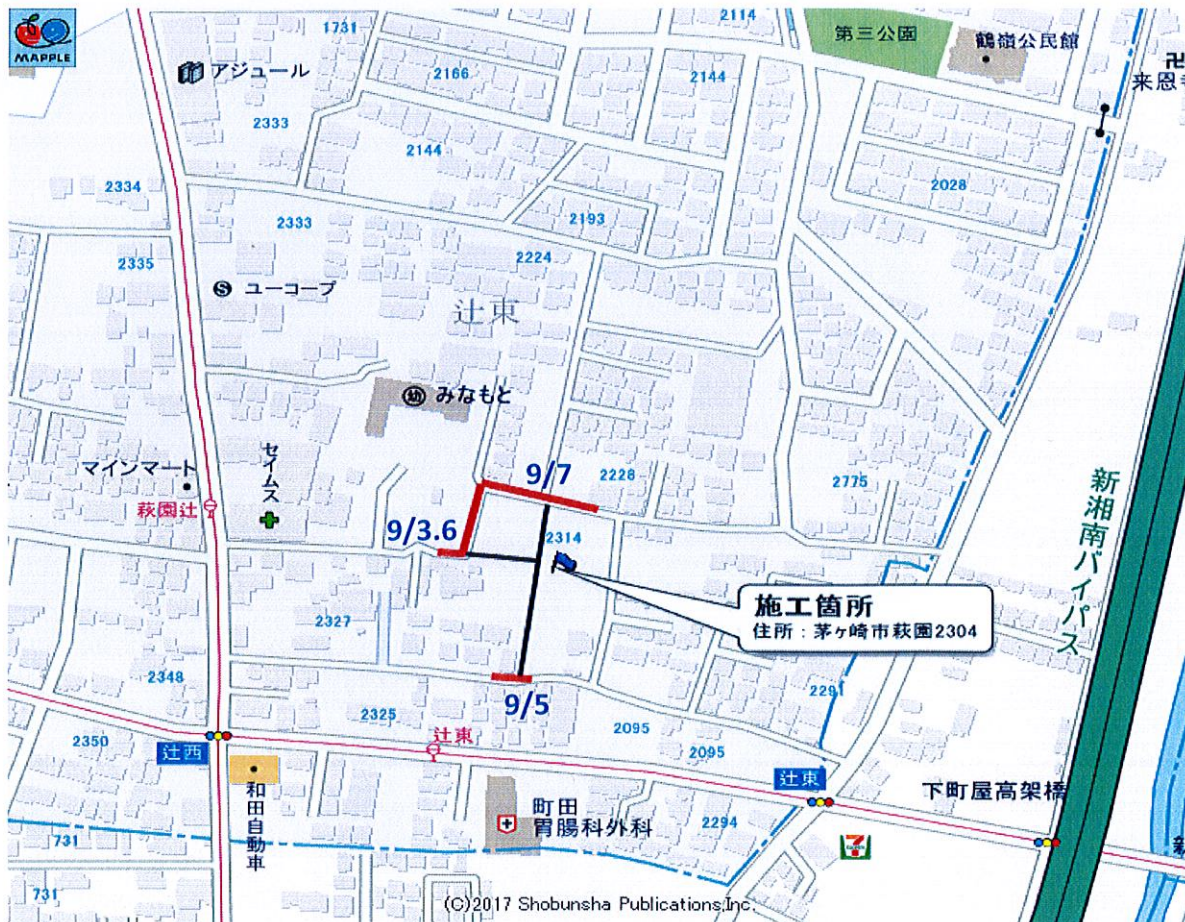 MAPPLE
1731
2114
第三公園
鶴嶺公民館
アジュール
2166
2144
卍
来恩寺
2333
2144
2334
2028
2333
2193
2335
2224
ユーコープ
辻東
幼 みなもと
セイムス
マインマート
9/7
2228
2775
新湘南バイパス
萩園辻
9/3.6
2314
施工箇所
住所：茅ヶ崎市萩園2304
2327
2348
9/5
2291
2325
2095
2350
辻東
2095
辻西
辻東
和田自動車
下町屋高架橋
町田
胃腸科外科
2294
731
新
731
(C)2017 Shobunsha Publications,Inc.